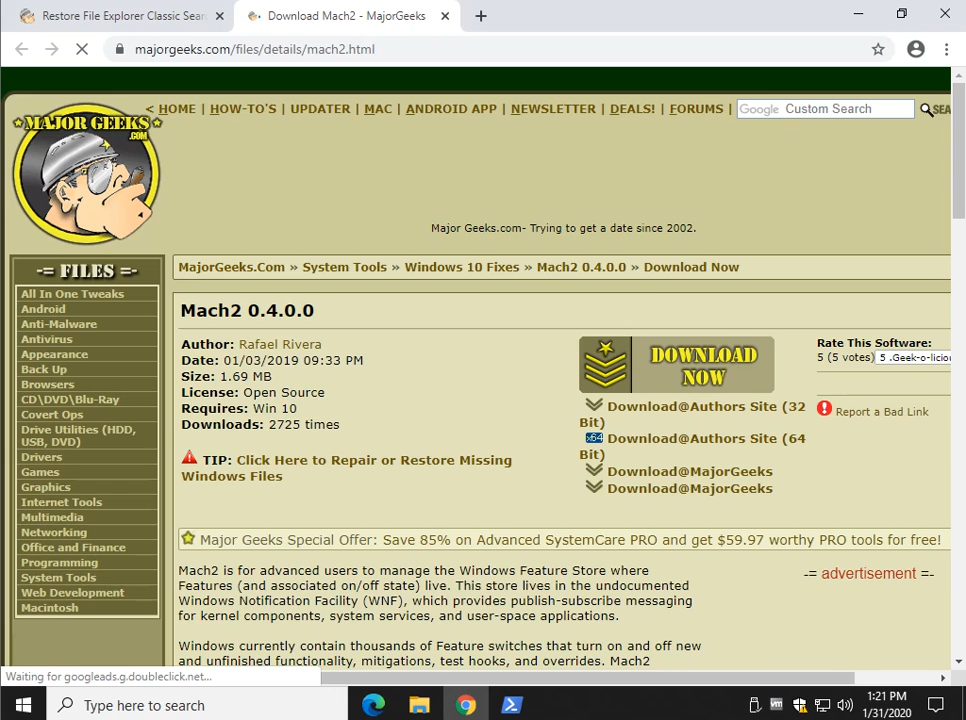 Restore File Explorer Classic Sear
Download Mach2 - MajorGeeks
majorgeeks.com/files/details/mach2.html
< HOME | HOW-TO'S | UPDATER | MAC | ANDROID APP | NEWSLETTER | DEALS! | FORUMS |
Google Custom Search
SEA
MAJOR GEEKS
.COM
Major Geeks.com- Trying to get a date since 2002.
-= FILES =-
All In One Tweaks
Android
Anti-Malware
Antivirus
Appearance
Back Up
Browsers
CD\DVD\Blu-Ray
Covert Ops
Drive Utilities (HDD,
USB, DVD)
Drivers
Games
Graphics
Internet Tools
Multimedia
Networking
Office and Finance
Programming
System Tools
Web Development
Macintosh
MajorGeeks.Com » System Tools » Windows 10 Fixes » Mach2 0.4.0.0 » Download Now
Mach2 0.4.0.0
Author: Rafael Rivera
Date: 01/03/2019 09:33 PM
Size: 1.69 MB
License: Open Source
Requires: Win 10
Downloads: 2725 times
TIP: Click Here to Repair or Restore Missing
Windows Files
DOWNLOAD
NOW
Download@Authors Site (32
Bit)
x64 Download@Authors Site (64
Bit)
Download@MajorGeeks
Download@MajorGeeks
Rate This Software:
5 (5 votes) 5 .Geek-o-liciou
Report a Bad Link
Major Geeks Special Offer: Save 85% on Advanced SystemCare PRO and get $59.97 worthy PRO tools for free!
Mach2 is for advanced users to manage the Windows Feature Store where
Features (and associated on/off state) live. This store lives in the undocumented
Windows Notification Facility (WNF), which provides publish-subscribe messaging
for kernel components, system services, and user-space applications.
Windows currently contain thousands of Feature switches that turn on and off new
and unfinished functionality, mitigations, test hooks, and overrides. Mach2
-= advertisement =-
Waiting for googleads.g.doubleclick.net...
Type here to search
1:21 PM
1/31/2020